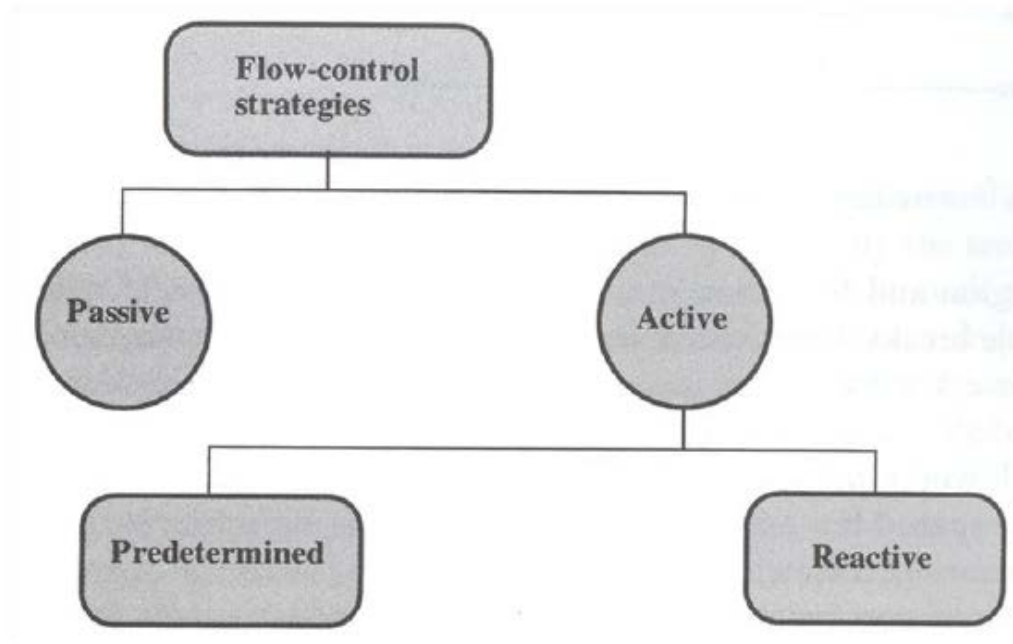 Flow-control
strategies
Passive
Active
Predetermined
Reactive